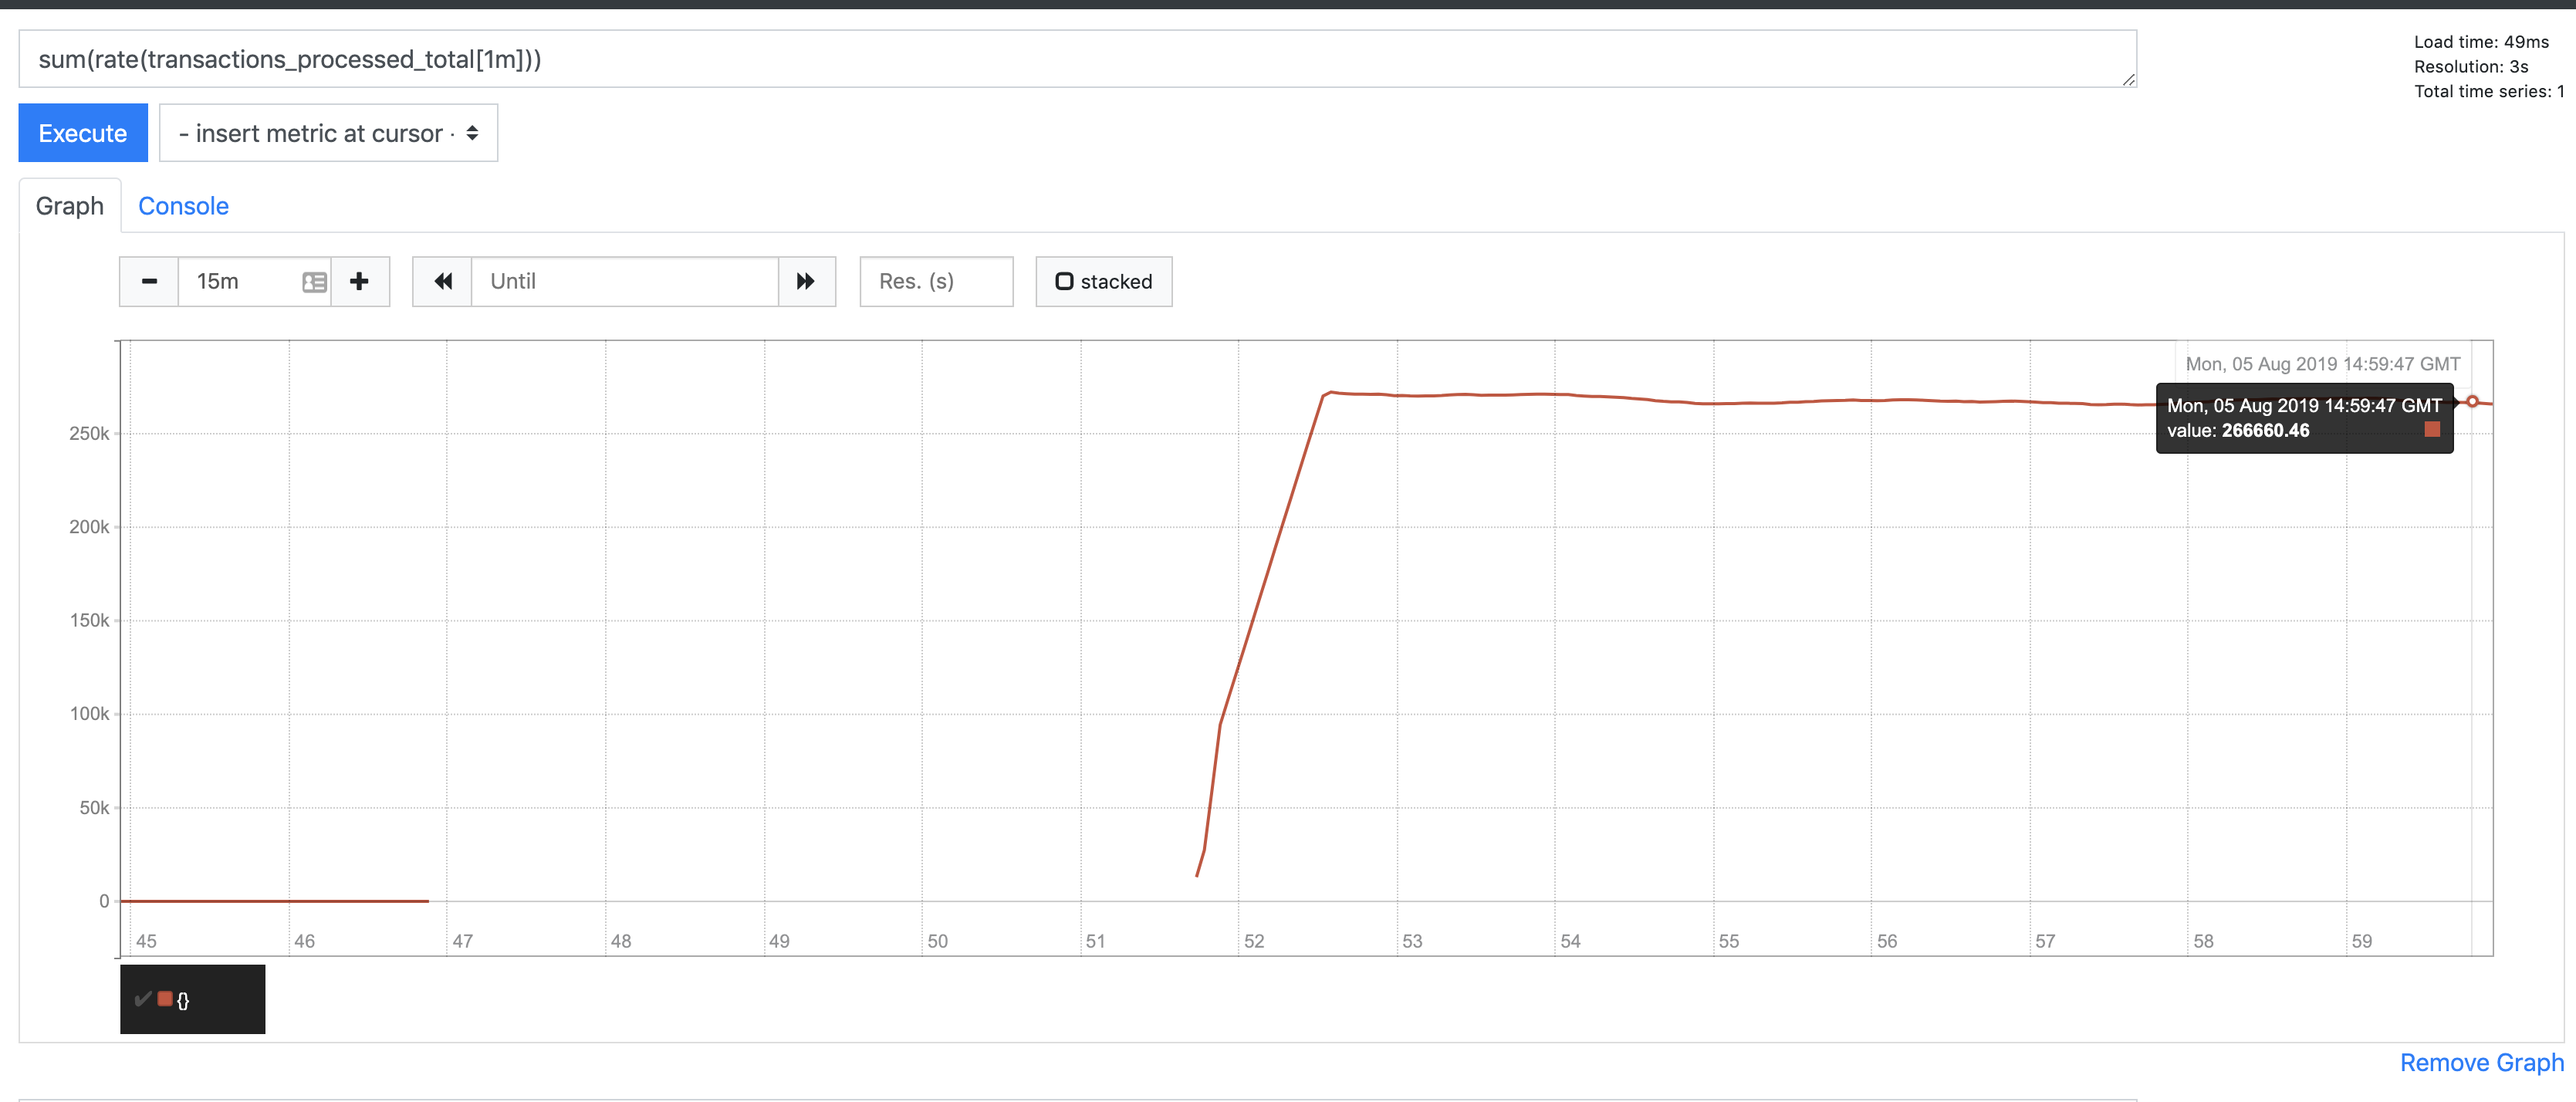 sum(rate(transactions_processed_total[1m]))
Load time: 49ms
Resolution: 3s
Total time series: 1
Execute
- insert metric at cursor -
Graph Console
15m Until Res. (s) stacked
Mon, 05 Aug 2019 14:59:47 GMT
Mon, 05 Aug 2019 14:59:47 GMT
value: 266660.46
250k
200k
150k
100k
50k
0
45 46 47 48 49 50 51 52 53 54 55 56 57 58 59
{}
Remove Graph